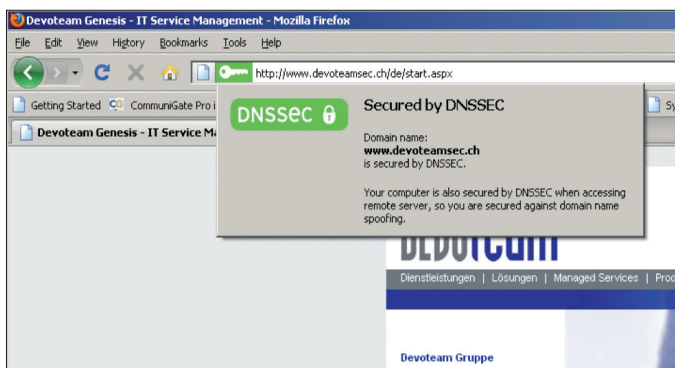 Devoteam Genesis - IT Service Management - Mozilla Firefox
File Edit View History Bookmarks Tools Help
http://www.devoteamsec.ch/de/start.aspx
Getting Started CommuniGate Pro
Devoteam Genesis - IT Service
DNSSEC
Secured by DNSSEC
Domain name:
www.devoteamsec.ch
is secured by DNSSEC.
Your computer is also secured by DNSSEC when accessing
remote server, so you are secured against domain name
spoofing.
Dienstleistungen | Lösungen | Managed Services |
Devoteam Gruppe